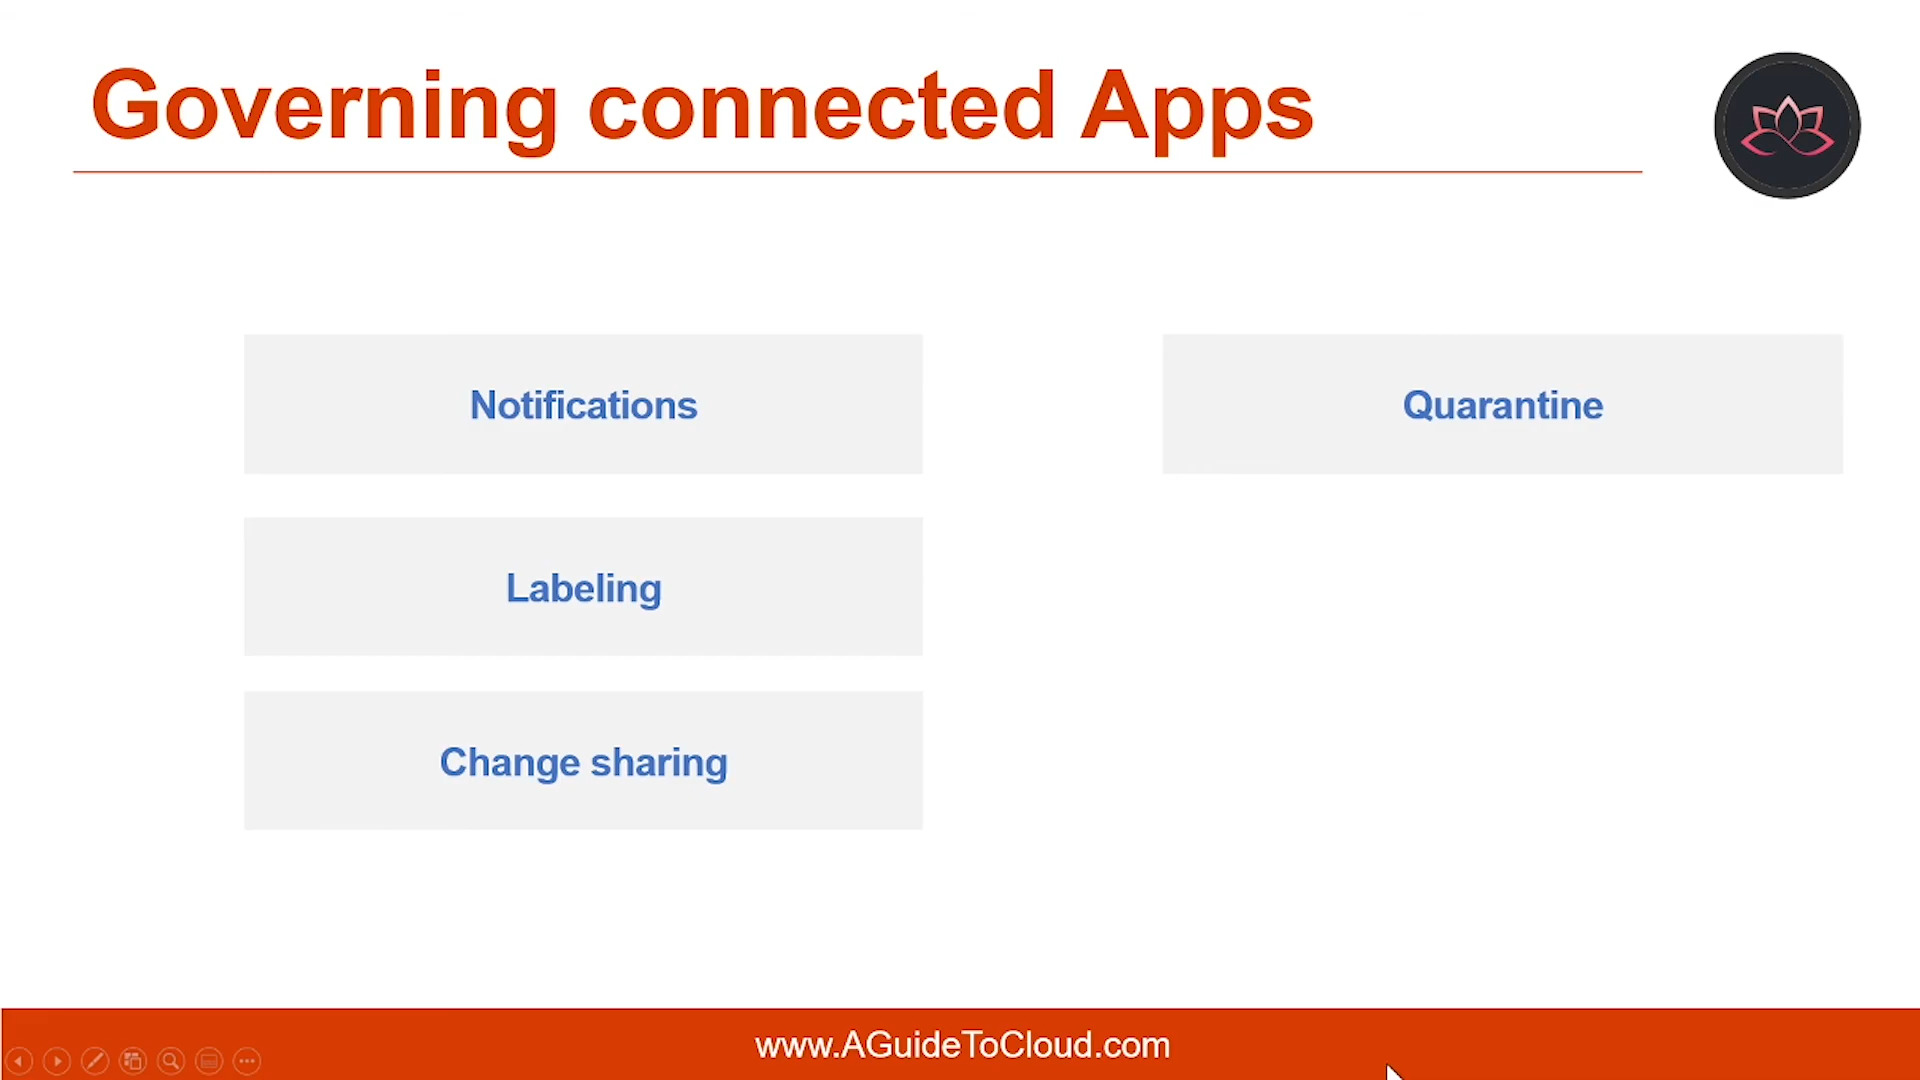 Governing connected Apps
Notifications
Quarantine
Labeling
Change sharing
www.AGuideToCloud.com